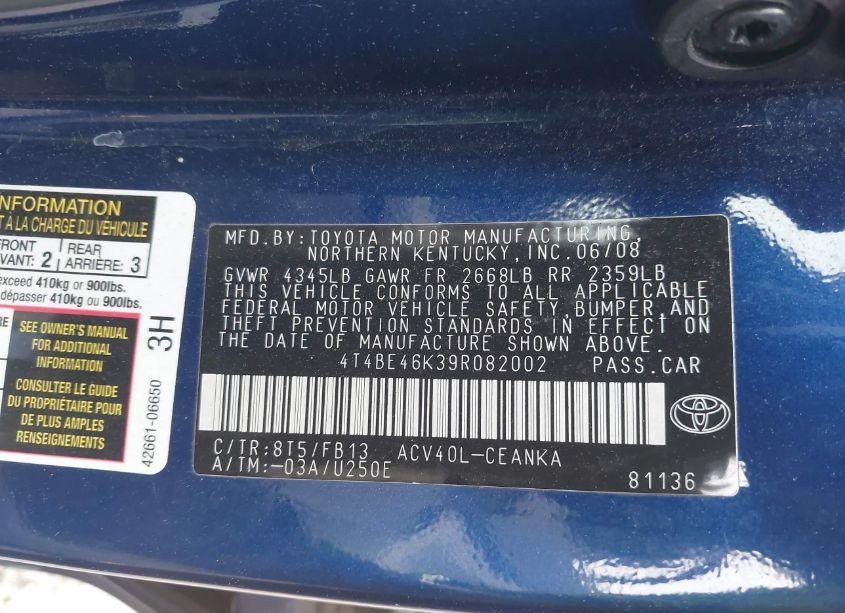 INFORMATION
T À LA CHARGE DU VÉHICULE
FRONT
VANT: 2
REAR
ARRIÈRE: 3
exceed 410kg or 900lbs.
dépasser 410kg ou 900lbs.
RE
SEE OWNER'S MANUAL
FOR ADDITIONAL
INFORMATION
CONSULTER LE GUIDE
DU PROPRIÉTAIRE POUR
DE PLUS AMPLES
RENSEIGNEMENTS
3H
42661-06650
MFD.BY:TOYOTA MOTOR MANUFACTURING,
NORTHERN KENTUCKY,INC.06/08
GVWR 4345LB GAWR FR 2668LB RR 2359LB
THIS VEHICLE CONFORMS TO ALL APPLICABLE
FEDERAL MOTOR VEHICLE SAFETY,BUMPER,AND
THEFT PREVENTION STANDARDS IN EFFECT ON
THE DATE OF MANUFACTURE SHOWN ABOVE.
4T4BE46K39R082002 PASS.CAR
C/TR:8T5/FB13 ACV40L-CEANKA
A/TM:-03A/U250E
81136